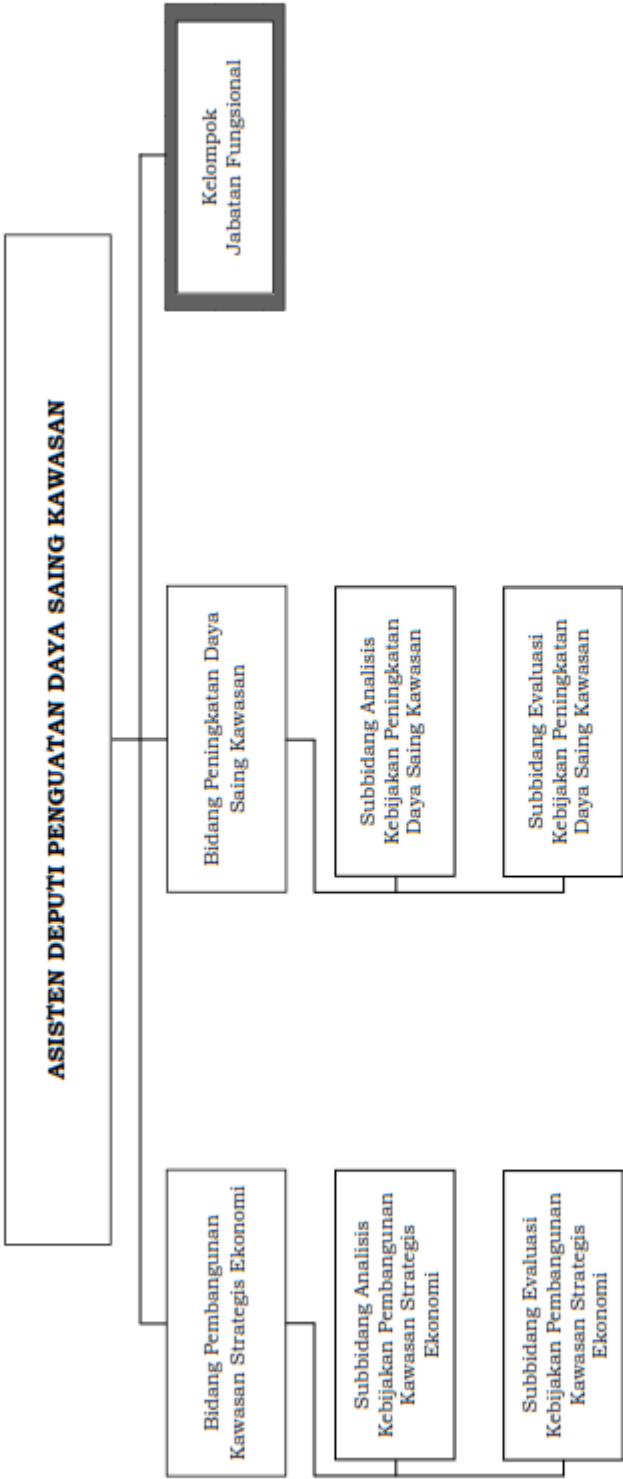 ASISTEN DEPUTI PENGUATAN DAYA SAING KAWASAN
Bidang Pembangunan
Kawasan Strategis Ekonomi
Subbidang Analisis
Kebijakan Pembangunan
Kawasan Strategis
Ekonomi
Subbidang Evaluasi
Kebijakan Pembangunan
Kawasan Strategis
Ekonomi
Bidang Peningkatan Daya
Saing Kawasan
Subbidang Analisis
Kebijakan Peningkatan
Daya Saing Kawasan
Subbidang Evaluasi
Kebijakan Peningkatan
Daya Saing Kawasan
Kelompok
Jabatan Fungsional